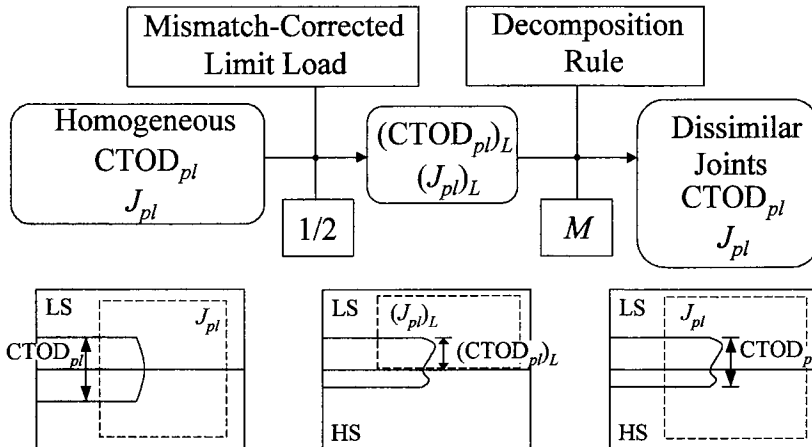 Mismatch-Corrected
Limit Load
Decomposition
Rule
Homogeneous
CTOD_pl
J_pl
(CTOD_pl)_L
(J_pl)_L
Dissimilar
Joints
CTOD_pl
J_pl
1/2
M
LS
J_pl
CTOD_pl
LS
(J_pl)_L
(CTOD_pl)_L
HS
LS
J_pl
CTOD_p
HS